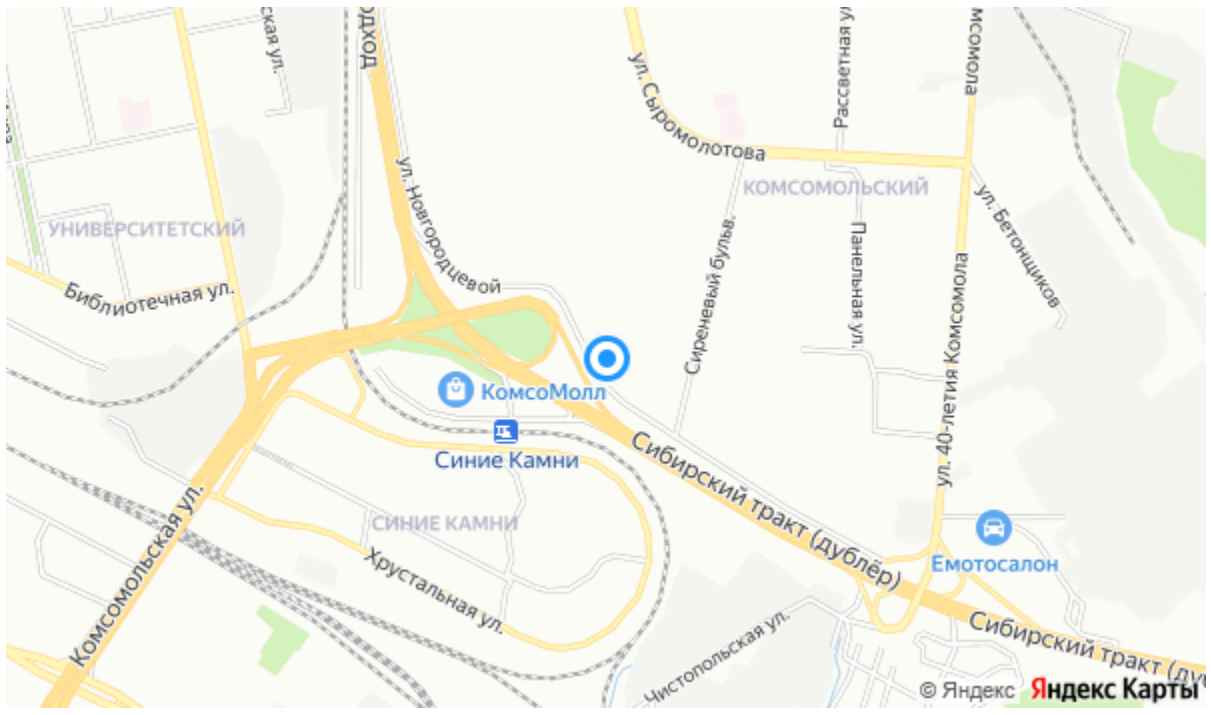 ская ул.
одход
ул. Сыромолотова
Рассветная ул
омсомола
КОМСОМОЛЬСКИЙ
ул. Новгородцевой
УНИВЕРСИТЕТСКИЙ
Библиотечная ул.
Сиреневый бульв.
Панельная ул.
ул. Бетонщиков
ул. 40-летия Комсомола
КомсоМолл
Синие Камни
Сибирский тракт (дублёр)
СИНИЕ КАМНИ
Комсомольская ул.
Хрустальная ул.
Емотосалон
Чистопольская ул.
Сибирский тракт (дуб
© Яндекс Яндекс Карты